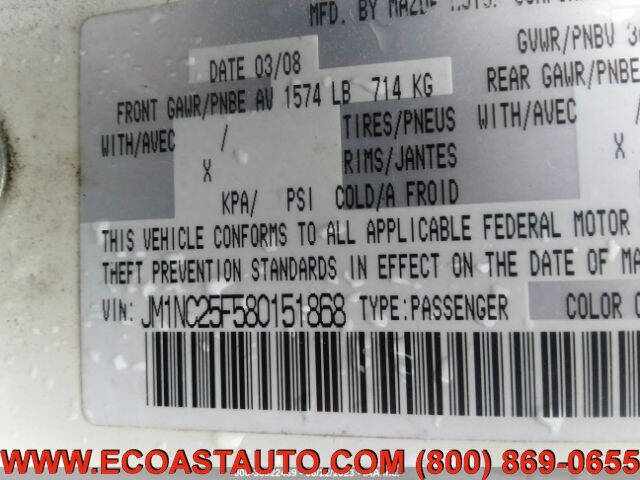 MFD. BY MAZDA
GVWR/PNBV
DATE 03/08
FRONT GAWR/PNBE AV 1574 LB 714 KG
REAR GAWR/PNBE
WITH/AVEC / TIRES/PNEUS WITH/AVEC
X RIMS/JANTES
KPA/ PSI COLD/A FROID
THIS VEHICLE CONFORMS TO ALL APPLICABLE FEDERAL MOTOR
THEFT PREVENTION STANDARDS IN EFFECT ON THE DATE OF MA
VIN: JM1NC25F580151868 TYPE:PASSENGER COLOR
WWW.ECOASTAUTO.COM (800) 869-0655